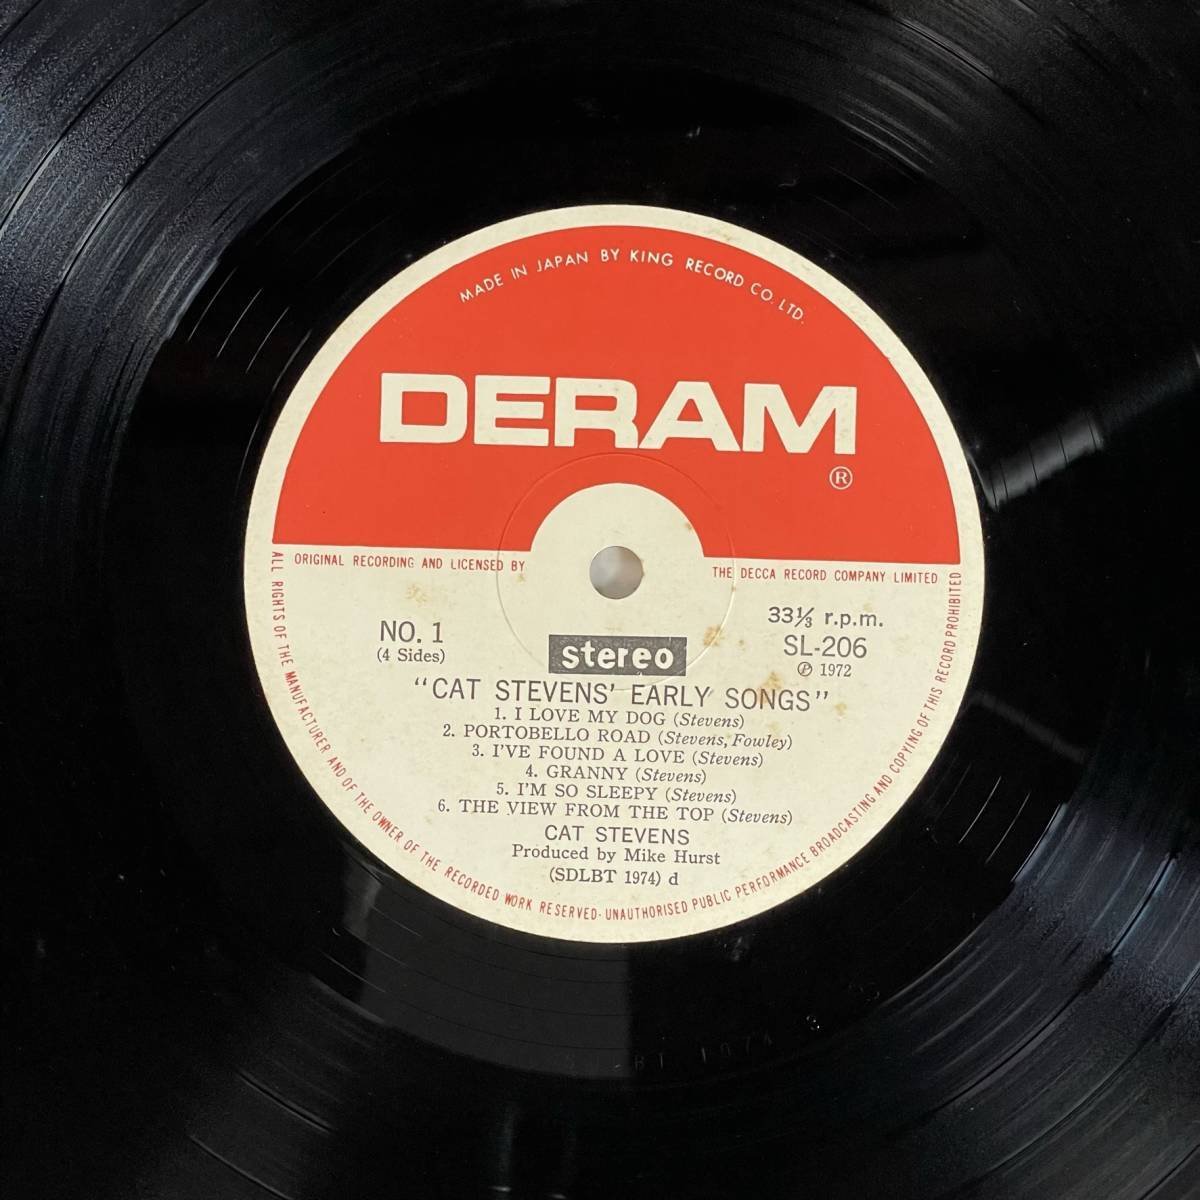 MADE IN JAPAN BY KING RECORD CO. LTD.
DERAM
®
ORIGINAL RECORDING AND LICENSED BY THE DECCA RECORD COMPANY LIMITED
NO. 1
(4 Sides)
stereo
33⅓ r.p.m.
SL-206
℗ 1972
"CAT STEVENS' EARLY SONGS"
1. I LOVE MY DOG (Stevens)
2. PORTOBELLO ROAD (Stevens, Fowley)
3. I'VE FOUND A LOVE (Stevens)
4. GRANNY (Stevens)
5. I'M SO SLEEPY (Stevens)
6. THE VIEW FROM THE TOP (Stevens)
CAT STEVENS
Produced by Mike Hurst
(SDLBT 1974) d
ALL RIGHTS OF THE MANUFACTURER AND OF THE OWNER OF THE RECORDED WORK RESERVED · UNAUTHORISED PUBLIC PERFORMANCE BROADCASTING AND COPYING OF THIS RECORD PROHIBITED